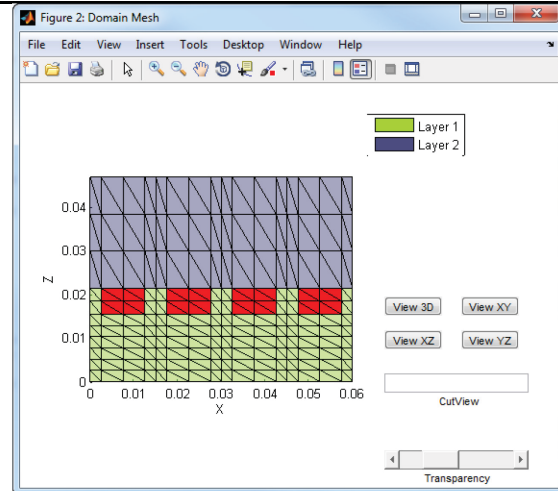 Figure 2: Domain Mesh
File Edit View Insert Tools Desktop Window Help
Layer 1
Layer 2
0.04
0.03
0.02
0.01
0
Z
0 0.01 0.02 0.03 0.04 0.05 0.06
X
View 3D View XY
View XZ View YZ
CutView
Transparency